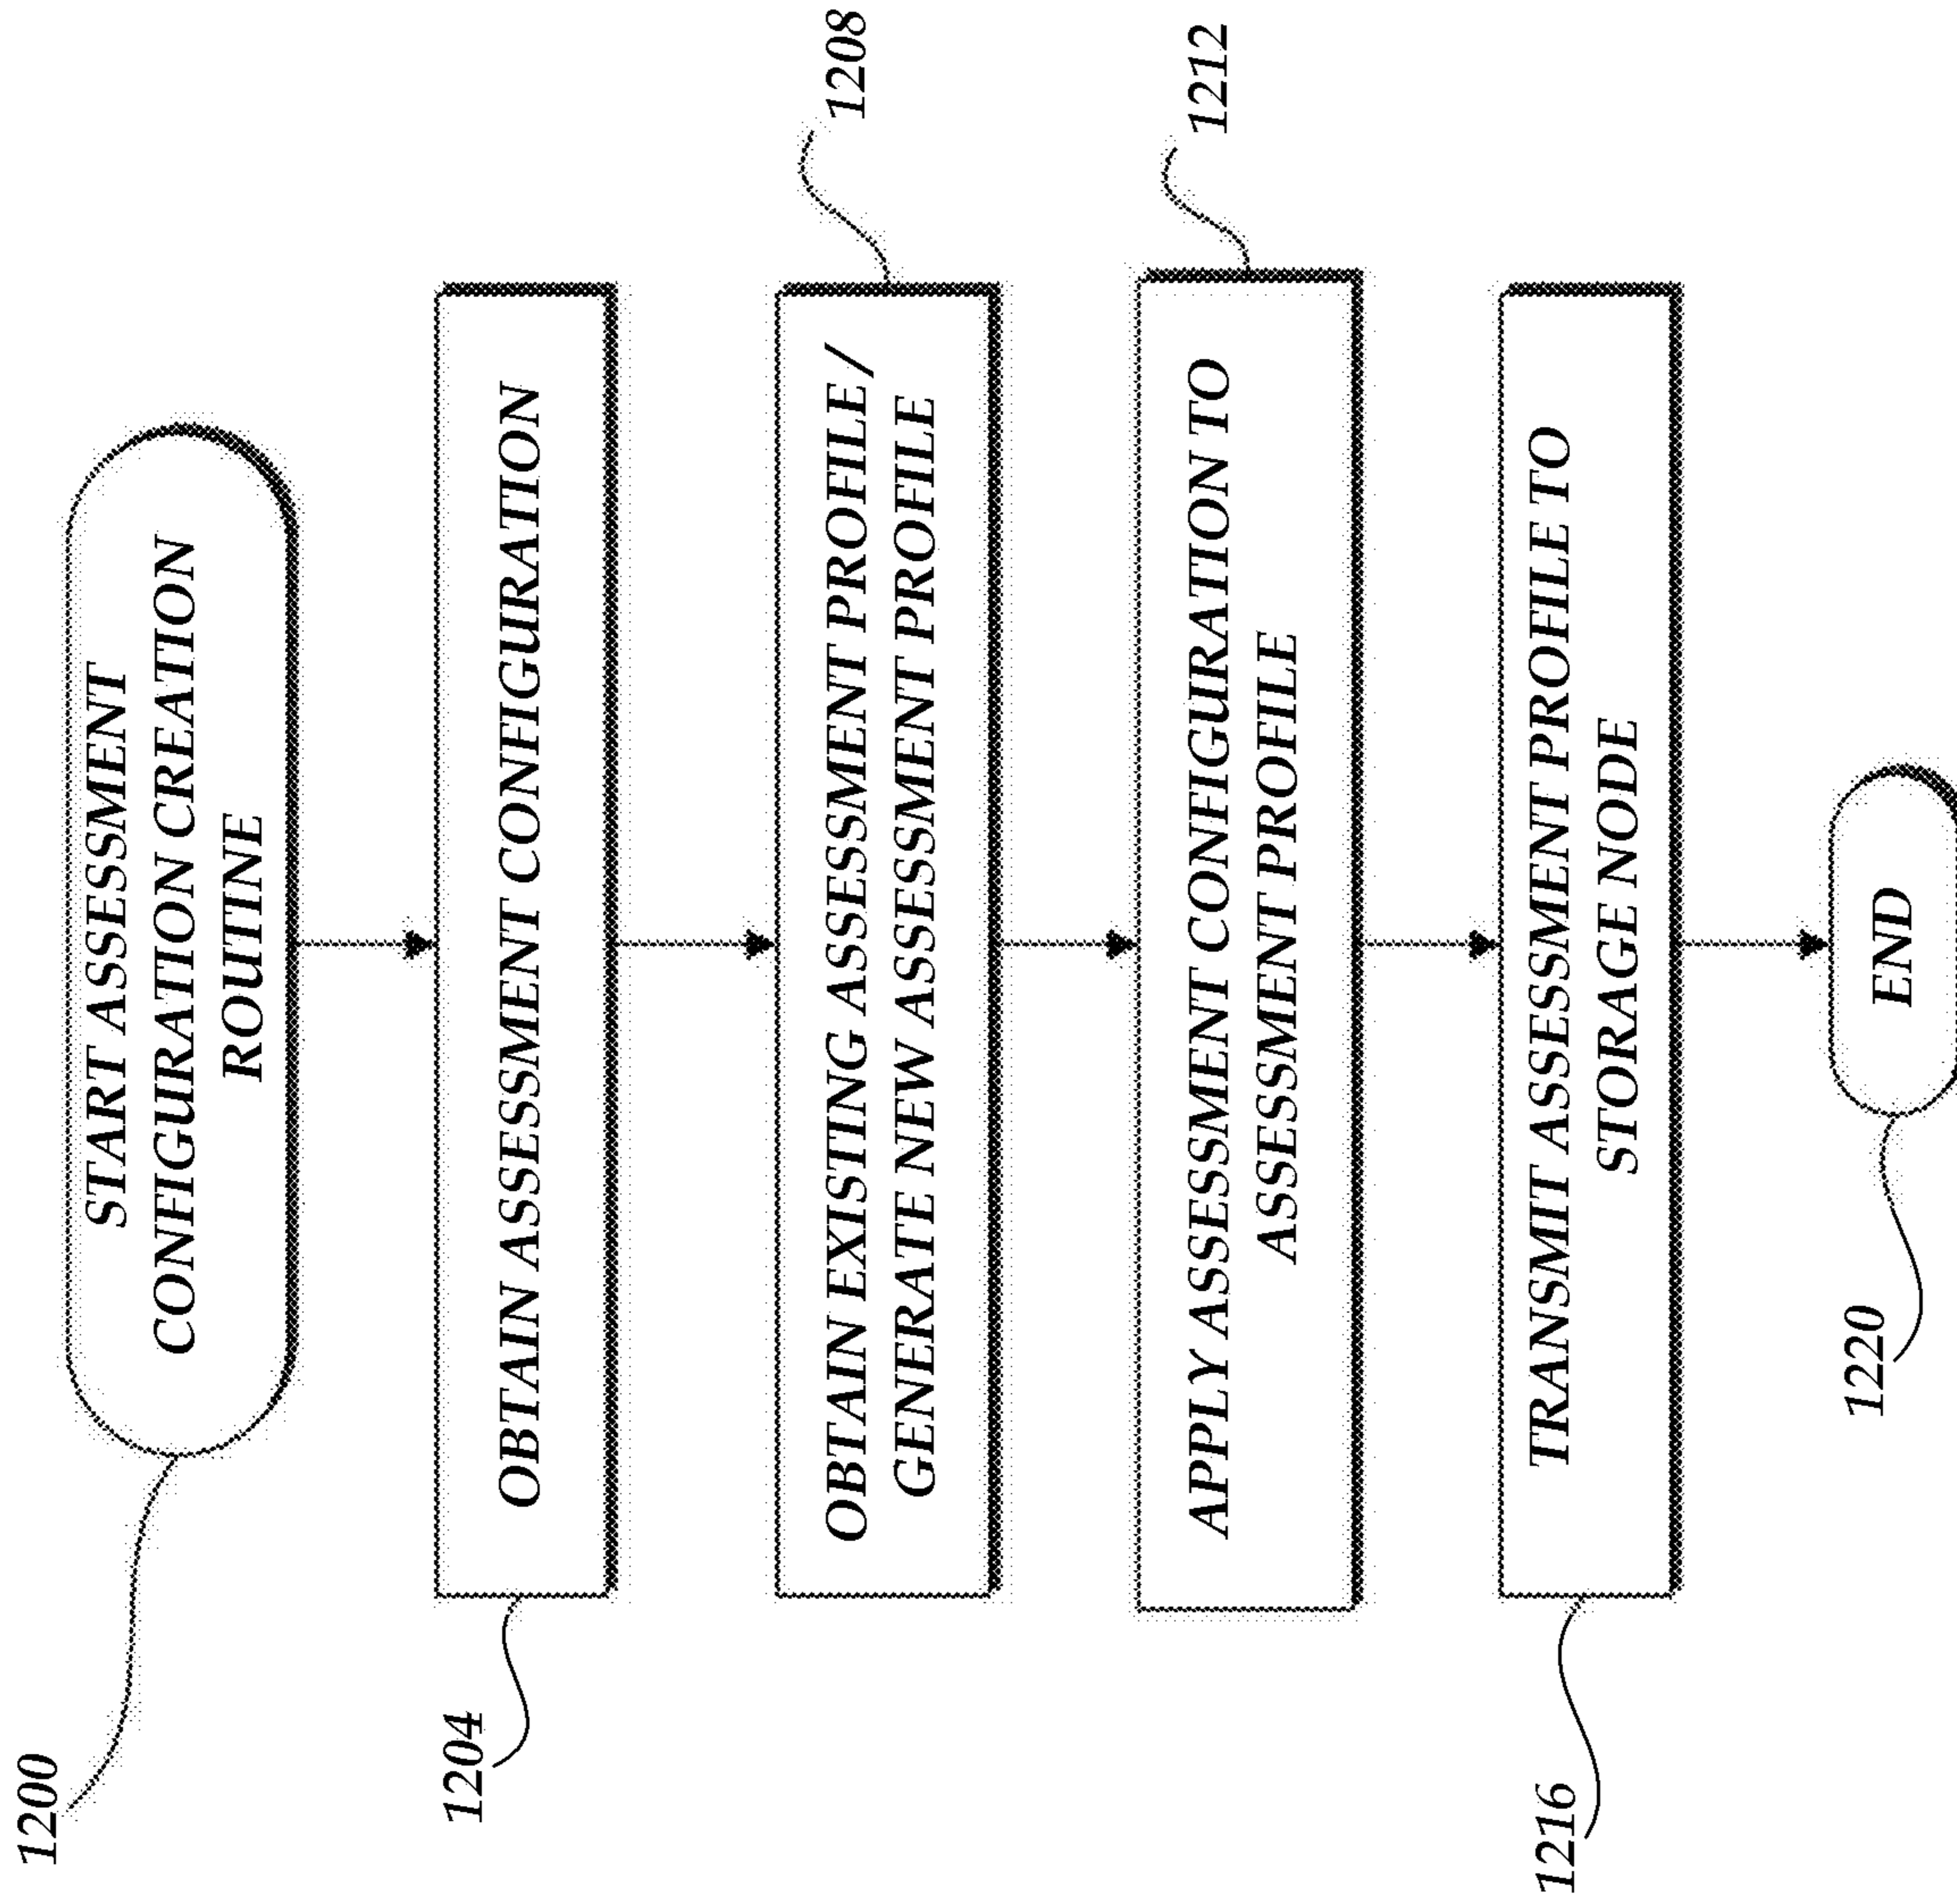 1200
START ASSESSMENT
CONFIGURATION CREATION
ROUTINE
1204
OBTAIN ASSESSMENT CONFIGURATION
OBTAIN EXISTING ASSESSMENT PROFILE /
GENERATE NEW ASSESSMENT PROFILE
1208
APPLY ASSESSMENT CONFIGURATION TO
ASSESSMENT PROFILE
1212
1216
TRANSMIT ASSESSMENT PROFILE TO
STORAGE NODE
1220
END